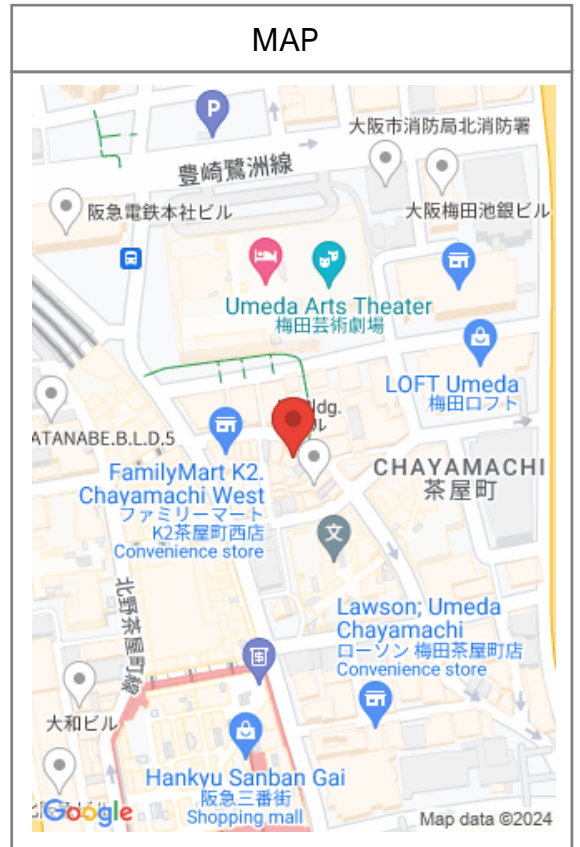 MAP
P
大阪市消防局北消防署
豊崎鷺洲線
阪急電鉄本社ビル
大阪梅田池銀ビル
Umeda Arts Theater
梅田芸術劇場
LOFT Umeda
梅田ロフト
ldg.
ル
ATANABE.B.L.D.5
FamilyMart K2.
Chayamachi West
ファミリーマート
K2茶屋町西店
Convenience store
CHAYAMACHI
茶屋町
文
北野茶屋町線
Lawson; Umeda
Chayamachi
ローソン 梅田茶屋町店
Convenience store
大和ビル
Hankyu Sanban Gai
阪急三番街
Shopping mall
Google
Map data ©2024